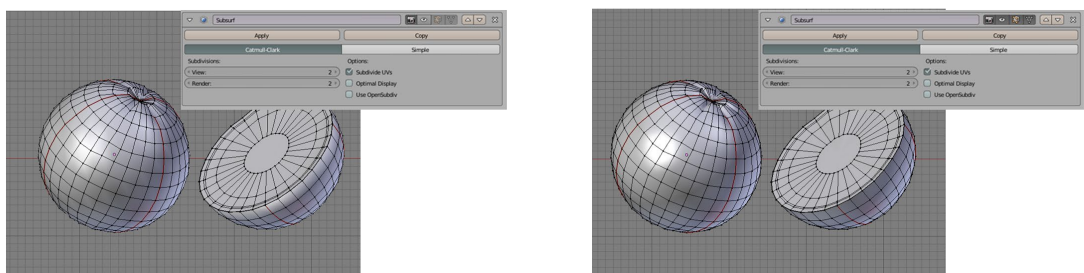 Subsurf
Apply Copy
Catmull-Clark Simple
Subdivisions: Options:
View: 2 Subdivide UVs
Render: 2 Optimal Display
Use OpenSubdiv
Subsurf
Apply Copy
Catmull-Clark Simple
Subdivisions: Options:
View: 2 Subdivide UVs
Render: 2 Optimal Display
Use OpenSubdiv